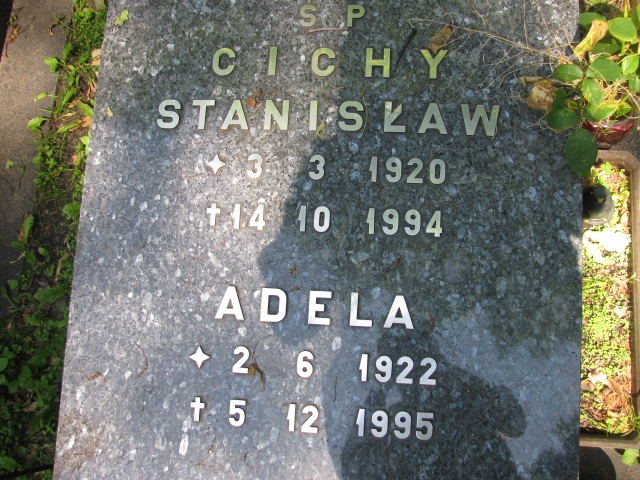 S P
CICHY
STANISŁAW
✦ 3 3 1920
† 14 10 1994
ADELA
✦ 2 6 1922
† 5 12 1995